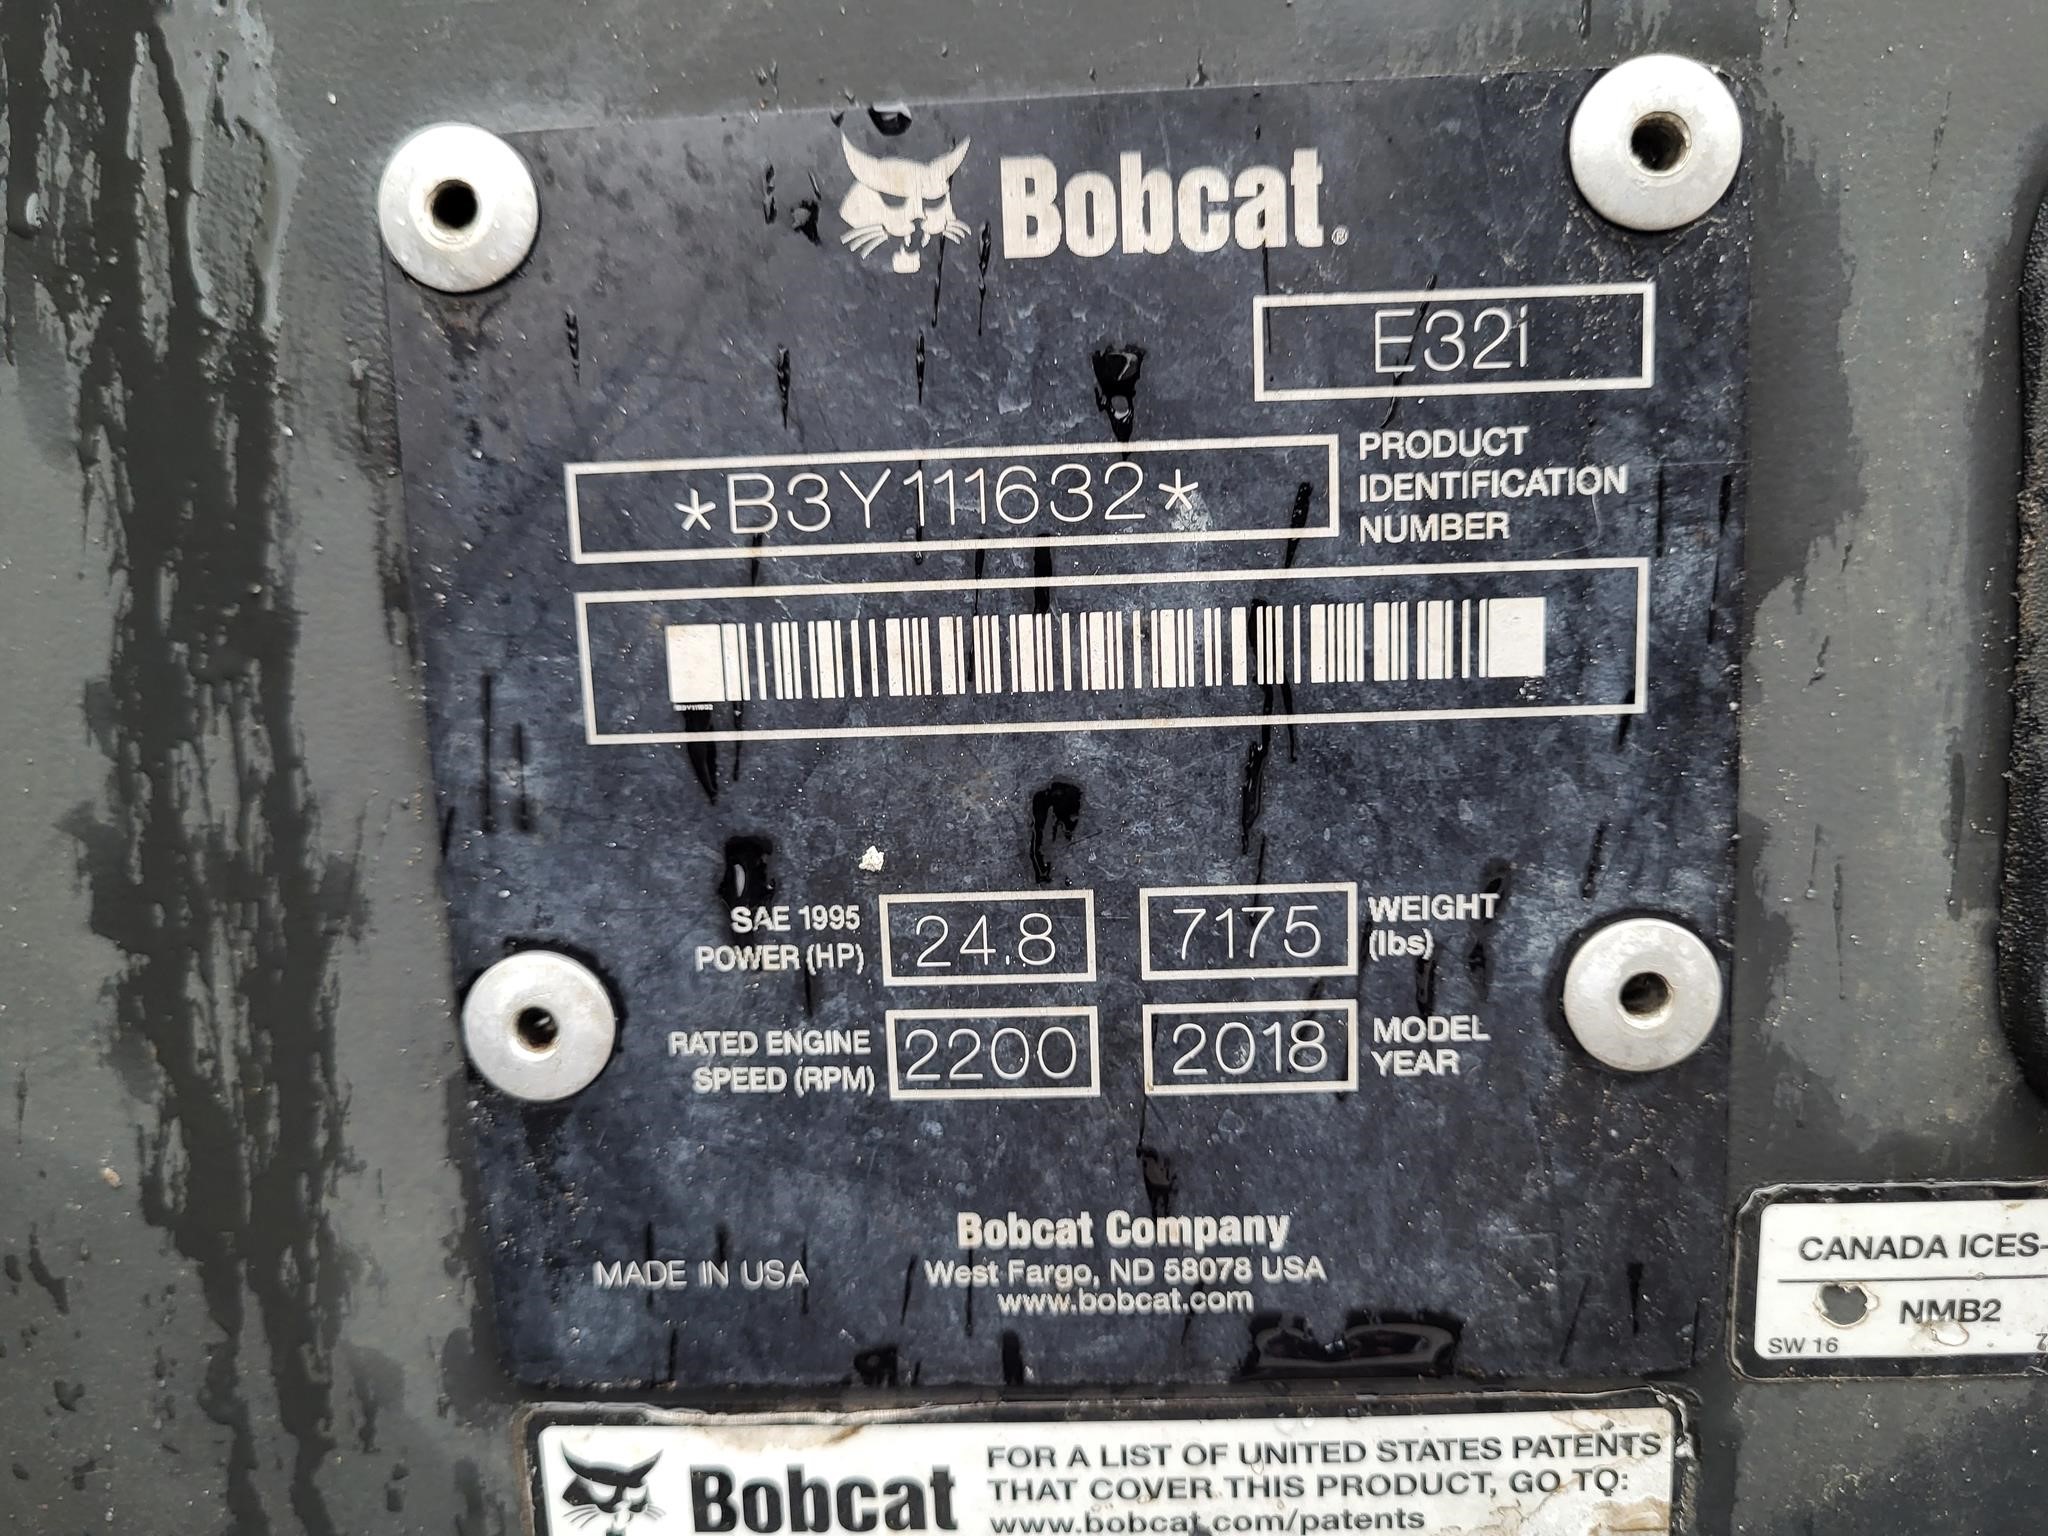 Bobcat®
E32i
*B3Y111632*
PRODUCT
IDENTIFICATION
NUMBER
B3Y111632
SAE 1995
POWER (HP)
24.8
7175
WEIGHT
(lbs)
RATED ENGINE
SPEED (RPM)
2200
2018
MODEL
YEAR
MADE IN USA
Bobcat Company
West Fargo, ND 58078 USA
www.bobcat.com
CANADA ICES-
NMB2
SW 16
7
Bobcat
FOR A LIST OF UNITED STATES PATENTS
THAT COVER THIS PRODUCT, GO TO:
www.bobcat.com/patents